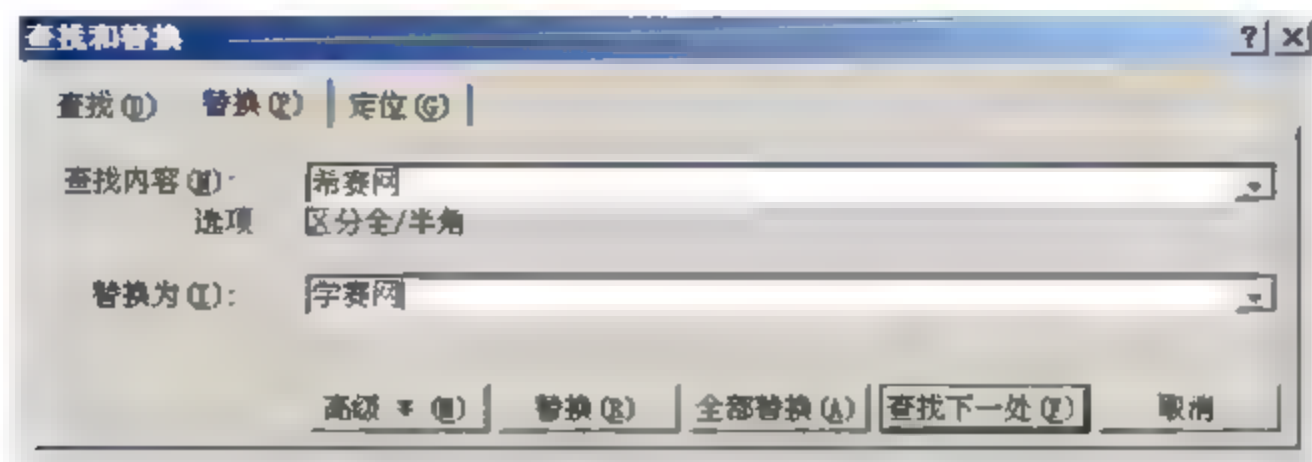 查找和替换
查找(D) 替换(P) 定位(G)
查找内容(N): 希赛网
选项 区分全/半角
替换为(I): 学赛网
高级 (M) 替换(R) 全部替换(A) 查找下一处(F) 取消